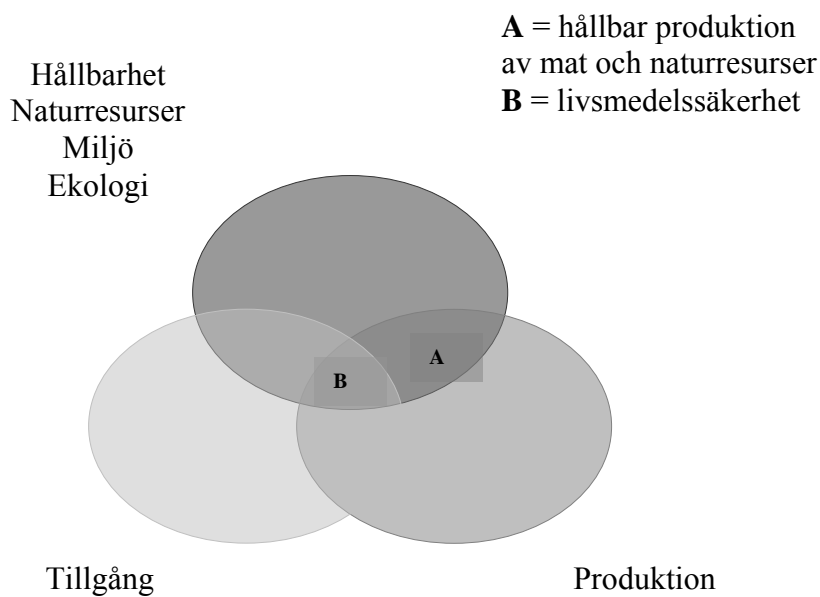 A = hållbar produktion
av mat och naturresurser
B = livsmedelssäkerhet
Hållbarhet
Naturresurser
Miljö
Ekologi
A
B
Tillgång
Produktion